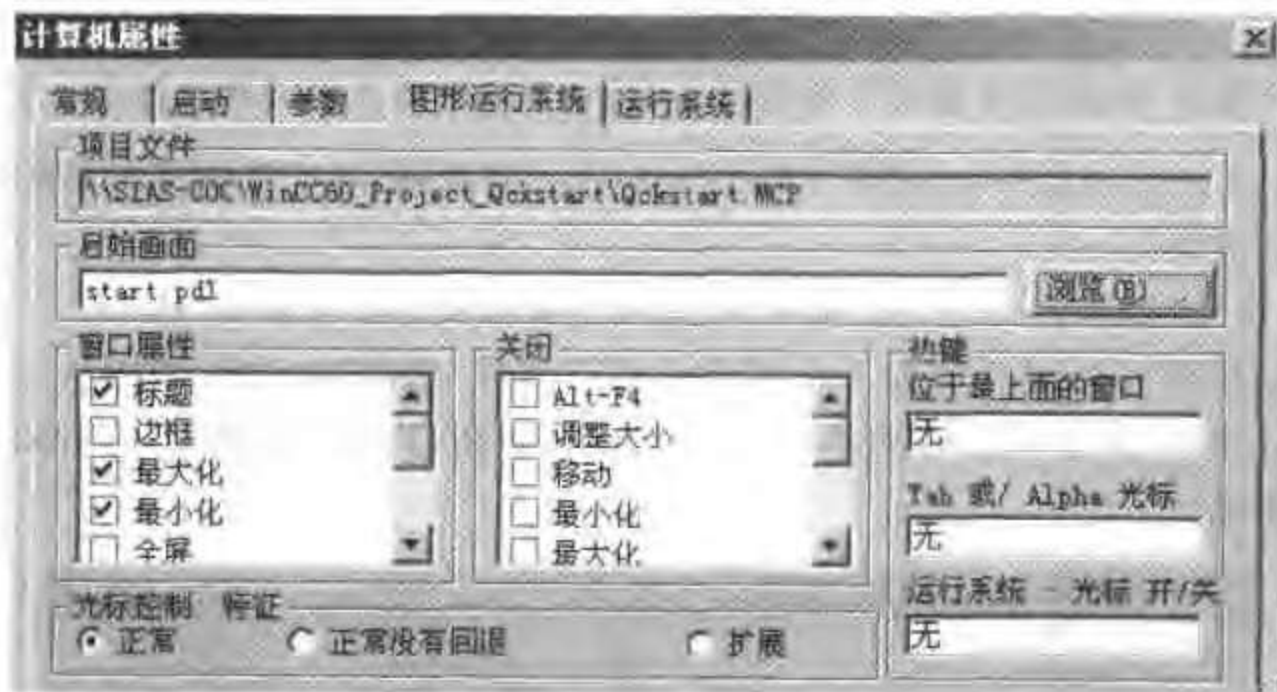 计算机属性
常规 启动 参数 图形运行系统 运行系统
项目文件
\\SIAS-COC\WinCC60_Project_Qckstart\Qckstart.MCP
启始画面
start.pdl 浏览(B)...
窗口属性
标题
边框
最大化
最小化
全屏
关闭
Alt-F4
调整大小
移动
最小化
最大化
热键
位于最上面的窗口
无
Tab 或/ Alpha 光标
无
运行系统 - 光标 开/关
无
光标控制:特征
正常 正常没有回退 扩展